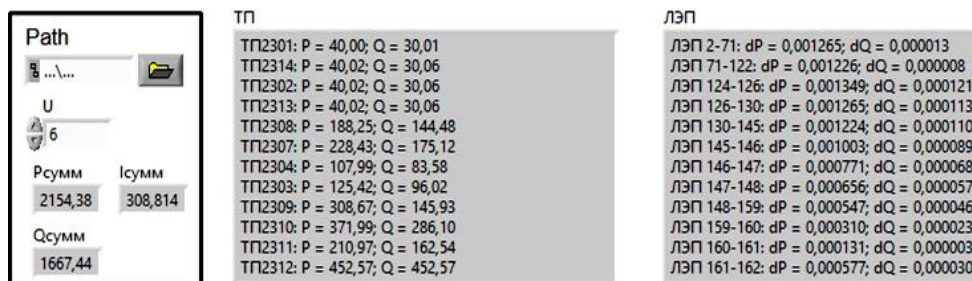 Path
...\...
U
6
Pсумм Iсумм
2154,38 308,814
Qсумм
1667,44
ТП
ТП2301: P = 40,00; Q = 30,01
ТП2314: P = 40,02; Q = 30,06
ТП2302: P = 40,02; Q = 30,06
ТП2313: P = 40,02; Q = 30,06
ТП2308: P = 188,25; Q = 144,48
ТП2307: P = 228,43; Q = 175,12
ТП2304: P = 107,99; Q = 83,58
ТП2303: P = 125,42; Q = 96,02
ТП2309: P = 308,67; Q = 145,93
ТП2310: P = 371,99; Q = 286,10
ТП2311: P = 210,97; Q = 162,54
ТП2312: P = 452,57; Q = 452,57
ЛЭП
ЛЭП 2-71: dP = 0,001265; dQ = 0,000013
ЛЭП 71-122: dP = 0,001226; dQ = 0,000008
ЛЭП 124-126: dP = 0,001349; dQ = 0,000121
ЛЭП 126-130: dP = 0,001265; dQ = 0,000113
ЛЭП 130-145: dP = 0,001224; dQ = 0,000110
ЛЭП 145-146: dP = 0,001003; dQ = 0,000089
ЛЭП 146-147: dP = 0,000771; dQ = 0,000068
ЛЭП 147-148: dP = 0,000656; dQ = 0,000057
ЛЭП 148-159: dP = 0,000547; dQ = 0,000046
ЛЭП 159-160: dP = 0,000310; dQ = 0,000023
ЛЭП 160-161: dP = 0,000131; dQ = 0,000003
ЛЭП 161-162: dP = 0,000577; dQ = 0,000030